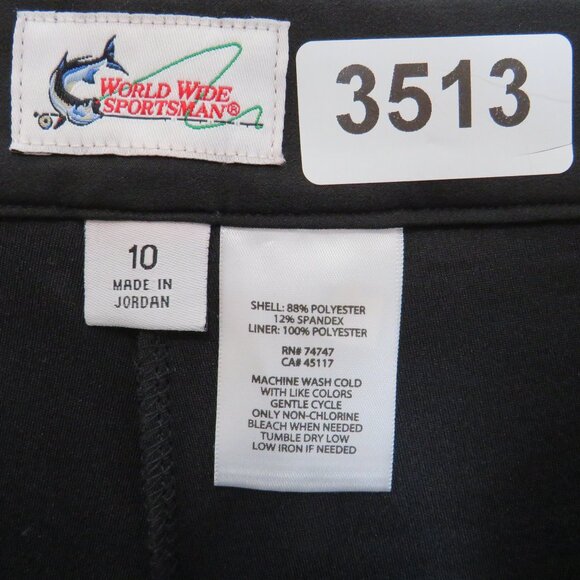 WORLD WIDE
SPORTSMAN®
3513
10
MADE IN
JORDAN
SHELL: 88% POLYESTER
12% SPANDEX
LINER: 100% POLYESTER
RN# 74747
CA# 45117
MACHINE WASH COLD
WITH LIKE COLORS
GENTLE CYCLE
ONLY NON-CHLORINE
BLEACH WHEN NEEDED
TUMBLE DRY LOW
LOW IRON IF NEEDED